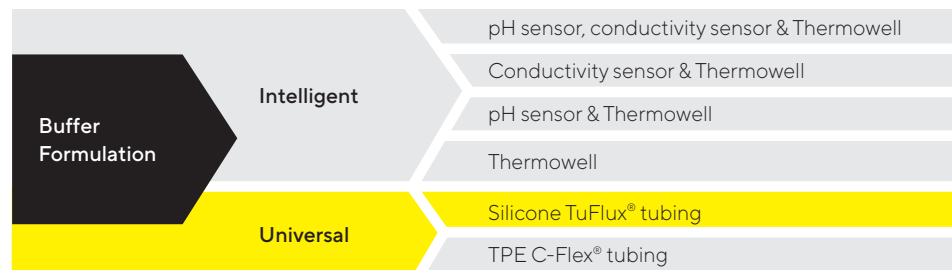 Buffer
Formulation
Intelligent
pH sensor, conductivity sensor & Thermowell
Conductivity sensor & Thermowell
pH sensor & Thermowell
Thermowell
Universal
Silicone TuFlux® tubing
TPE C-Flex® tubing